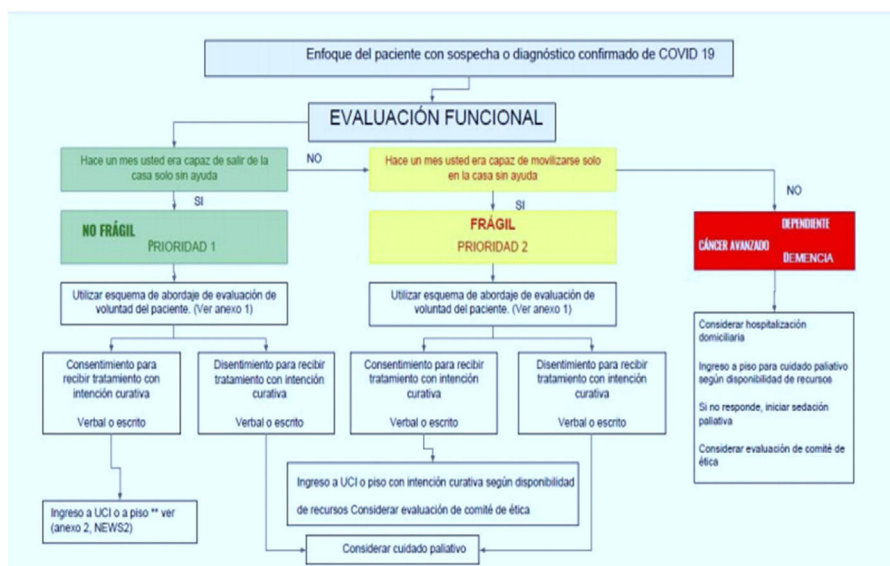 Enfoque del paciente con sospecha o diagnóstico confirmado de COVID 19
EVALUACIÓN FUNCIONAL
Hace un mes usted era capaz de salir de la
casa solo sin ayuda
NO
Hace un mes usted era capaz de movilizarse solo
en la casa sin ayuda
NO
SI
SI
NO FRÁGIL
PRIORIDAD 1
FRÁGIL
PRIORIDAD 2
DEPENDIENTE
CÁNCER AVANZADO
DEMENCIA
Utilizar esquema de abordaje de evaluación de
voluntad del paciente. (Ver anexo 1)
Utilizar esquema de abordaje de evaluación de
voluntad del paciente. (Ver anexo 1)
Consentimiento para
recibir tratamiento con
intención curativa
Verbal o escrito
Disentimiento para recibir
tratamiento con intención
curativa
Verbal o escrito
Consentimiento para
recibir tratamiento con
intención curativa
Verbal o escrito
Disentimiento para recibir
tratamiento con intención
curativa
Verbal o escrito
Considerar hospitalización
domiciliaria
Ingreso a piso para cuidado paliativo
según disponibilidad de recursos
Si no responde, iniciar sedación
paliativa
Considerar evaluación de comité de
ética
Ingreso a UCI o a piso ** ver
(anexo 2, NEWS2)
Ingreso a UCI o piso con intención curativa según disponibilidad
de recursos Considerar evaluación de comité de ética
Considerar cuidado paliativo